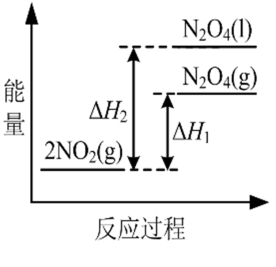 N₂O₄(l)
N₂O₄(g)
能量
ΔH₂
ΔH₁
2NO₂(g)
反应过程